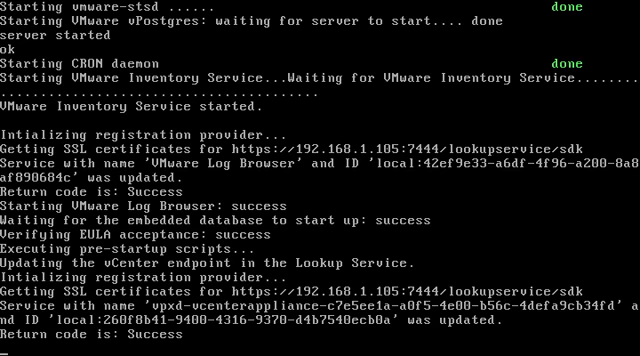 Starting vmware-stsd ...... done
Starting VMware vPostgres: waiting for server to start.... done
server started
ok
Starting CRON daemon done
Starting VMware Inventory Service...Waiting for VMware Inventory Service........
........................................
VMware Inventory Service started.
Intializing registration provider...
Getting SSL certificates for https://192.168.1.105:7444/lookupservice/sdk
Service with name 'VMware Log Browser' and ID 'local:42ef9e33-a6df-4f96-a200-8a8
af890684c' was updated.
Return code is: Success
Starting VMware Log Browser: success
Waiting for the embedded database to start up: success
Verifying EULA acceptance: success
Executing pre-startup scripts...
Updating the vCenter endpoint in the Lookup Service.
Intializing registration provider...
Getting SSL certificates for https://192.168.1.105:7444/lookupservice/sdk
Service with name 'vpxd-vcenterappliance-c7e5ee1a-a0f5-4e00-b56c-4defa9cb34fd' a
nd ID 'local:260f8b41-9400-4316-9370-d4b7540ecb0a' was updated.
Return code is: Success